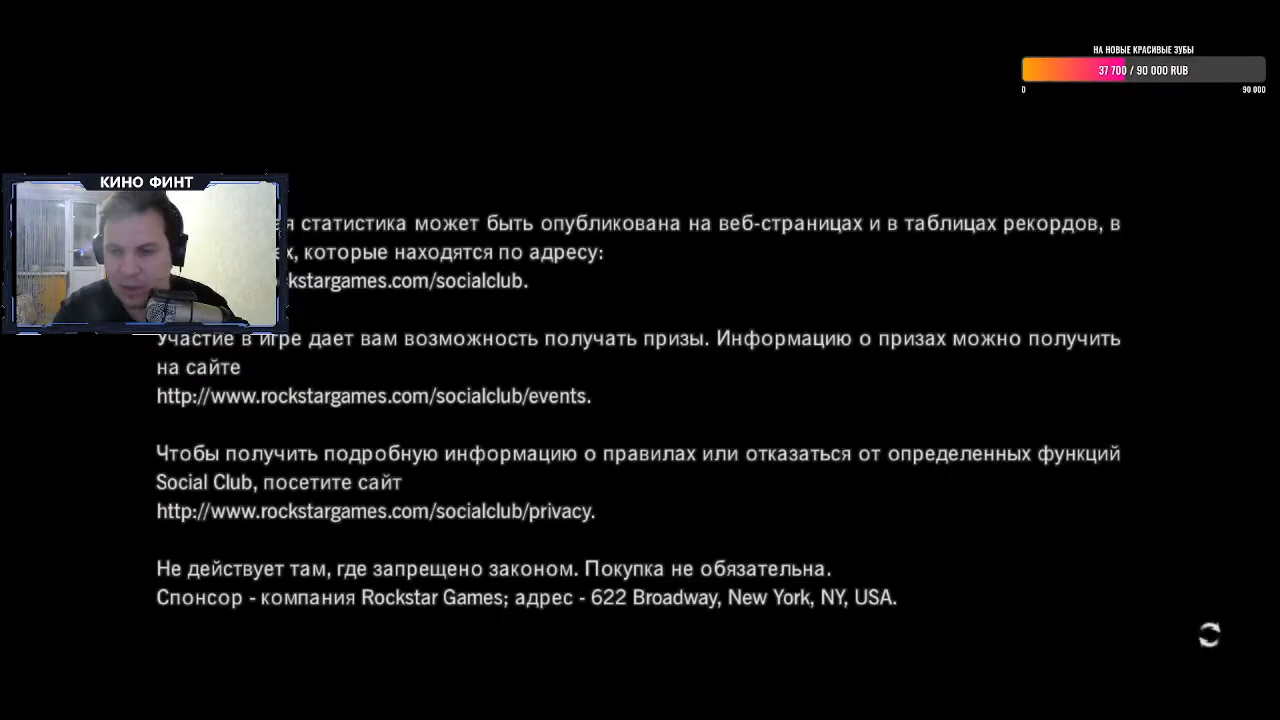 НА НОВЫЕ КРАСИВЫЕ ЗУБЫ
37 700 / 90 000 RUB
0
90 000
КИНО ФИНТ
статистика может быть опубликована на веб-страницах и в таблицах рекордов, в
которые находятся по адресу:
kstargames.com/socialclub.
Участие в игре дает вам возможность получать призы. Информацию о призах можно получить
на сайте
http://www.rockstargames.com/socialclub/events.
Чтобы получить подробную информацию о правилах или отказаться от определенных функций
Social Club, посетите сайт
http://www.rockstargames.com/socialclub/privacy.
Не действует там, где запрещено законом. Покупка не обязательна.
Спонсор - компания Rockstar Games; адрес - 622 Broadway, New York, NY, USA.